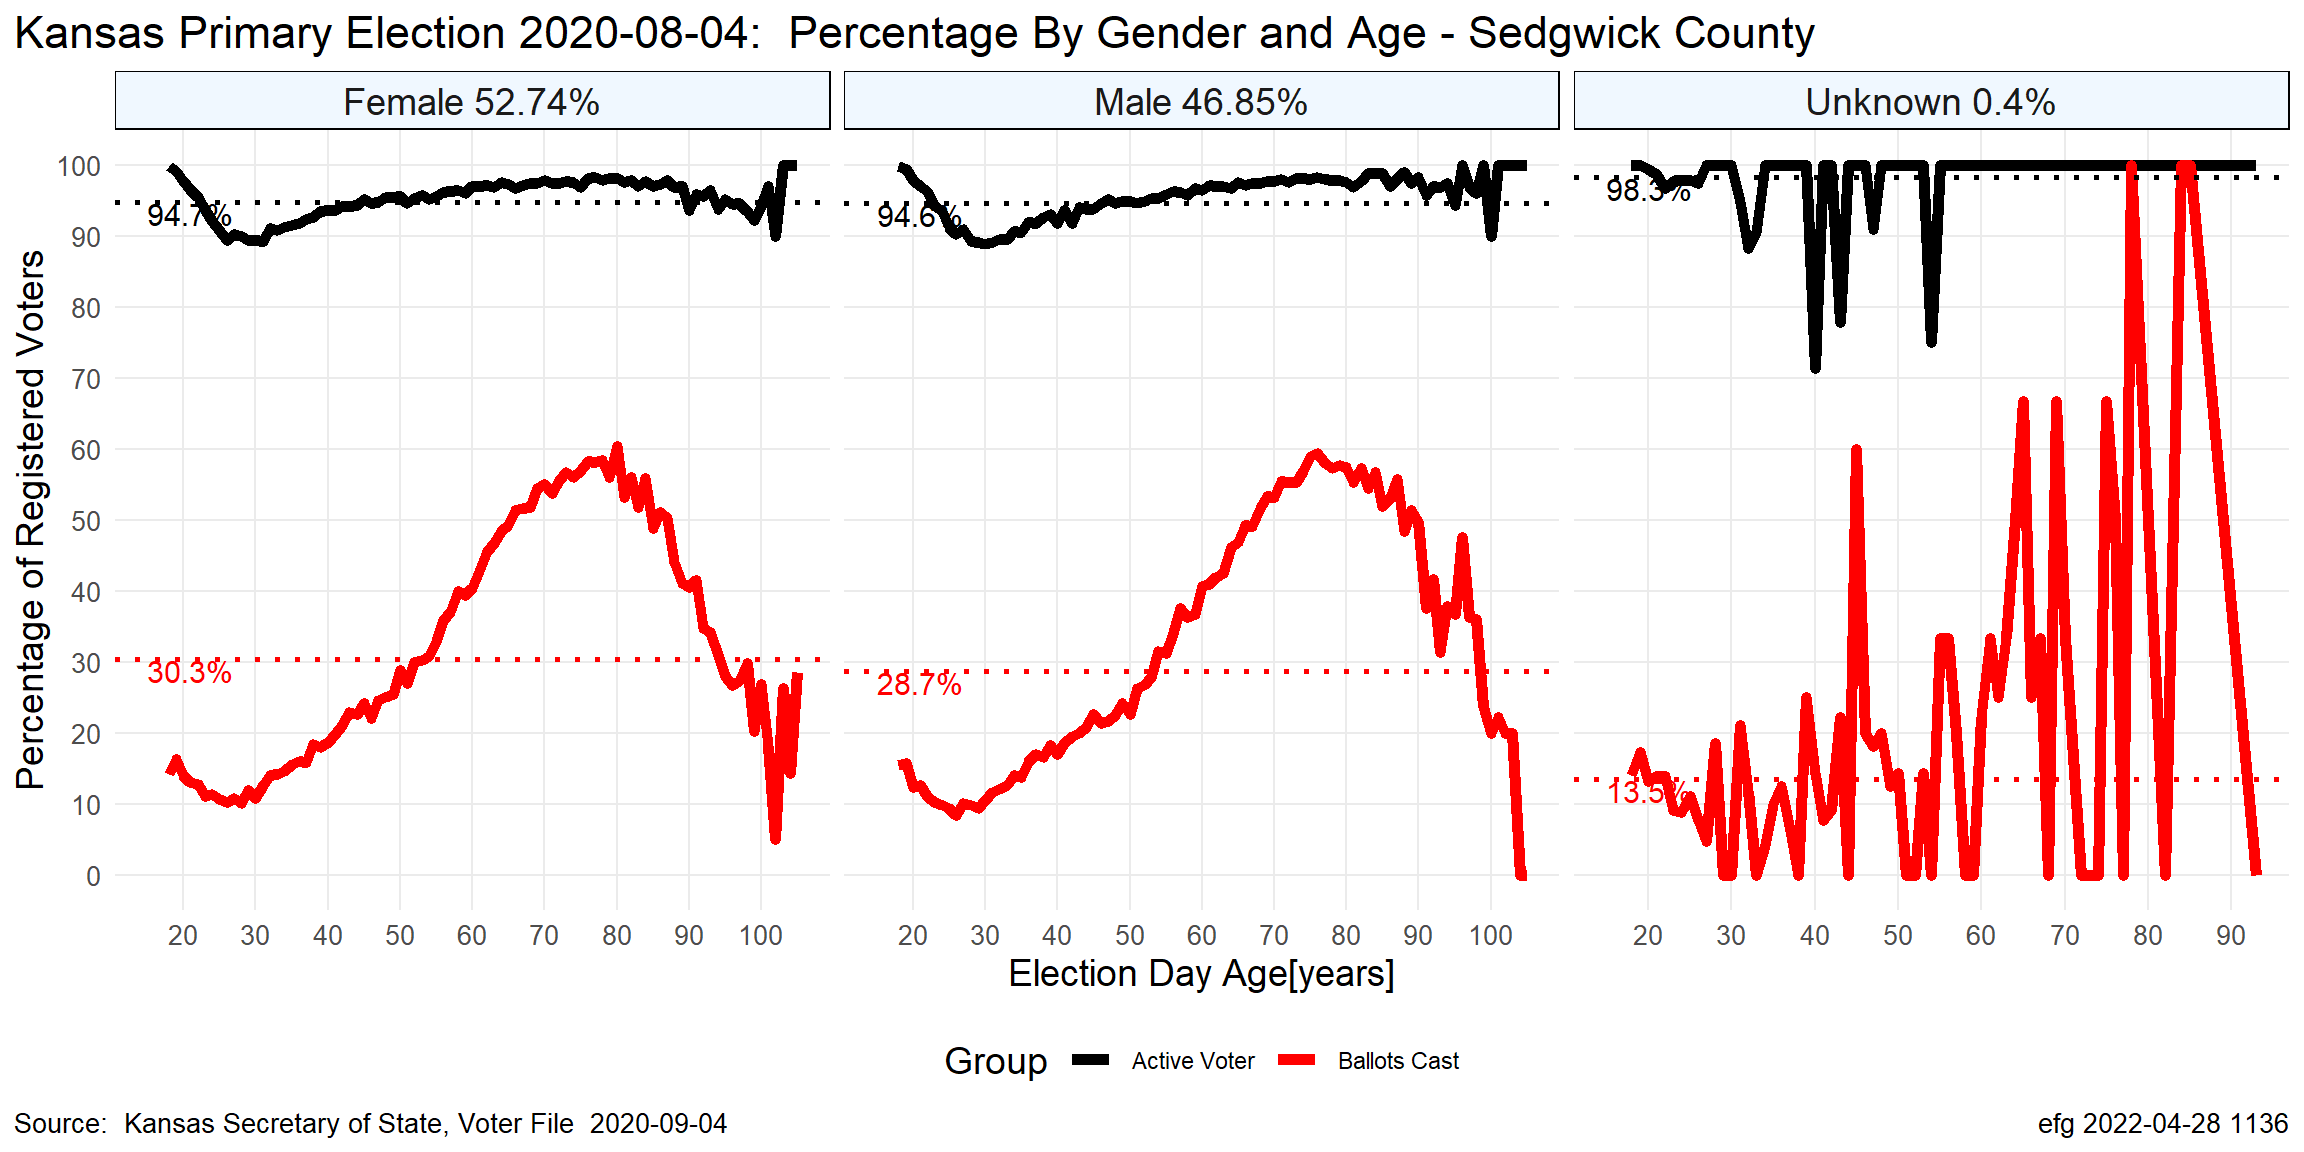 Kansas Primary Election 2020-08-04:  Percentage By Gender and Age - Sedgwick County
Female 52.74%
Male 46.85%
Unknown 0.4%
Percentage of Registered Voters
100
90
80
70
60
50
40
30
20
10
0
94.7%
30.3%
94.6%
28.7%
98.3%
13.5%
20 30 40 50 60 70 80 90 100
20 30 40 50 60 70 80 90 100
20 30 40 50 60 70 80 90
Election Day Age[years]
Group Active Voter Ballots Cast
Source:  Kansas Secretary of State, Voter File  2020-09-04
efg 2022-04-28 1136